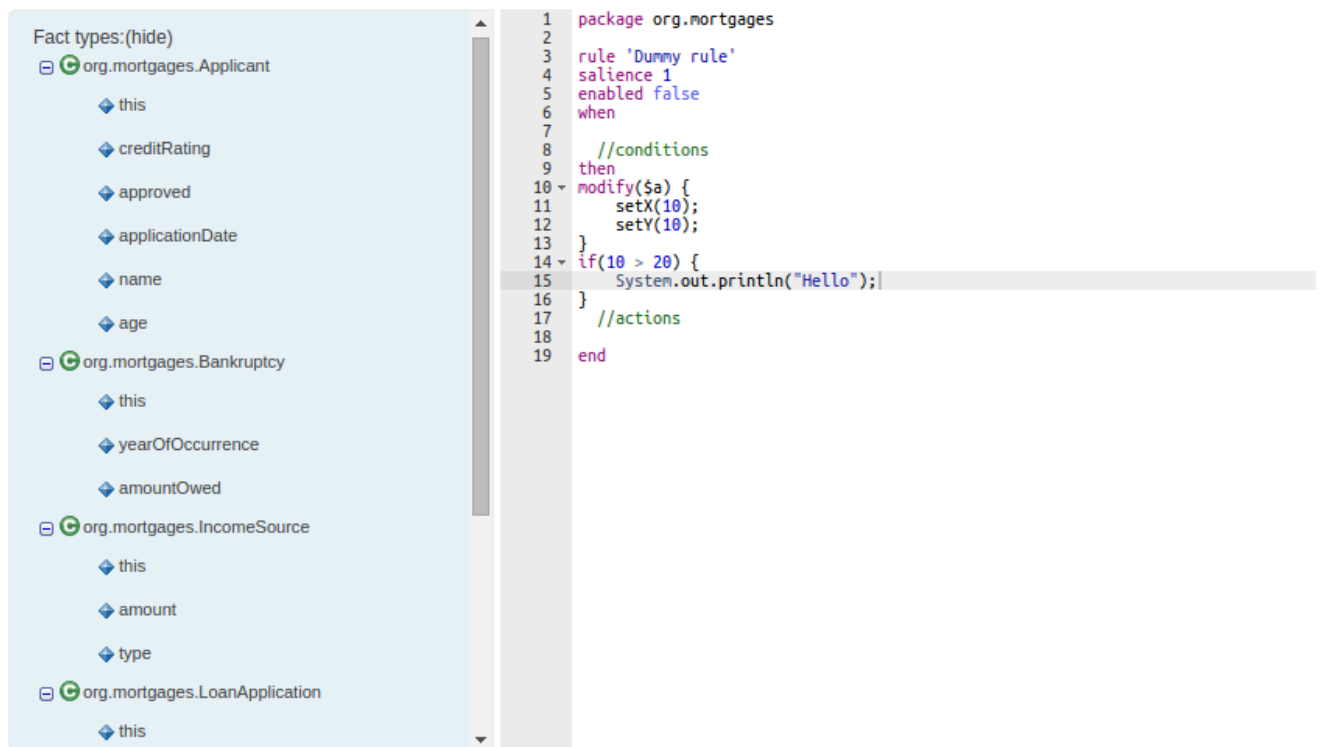 Fact types:(hide)
org.mortgages.Applicant
this
creditRating
approved
applicationDate
name
age
org.mortgages.Bankruptcy
this
yearOfOccurrence
amountOwed
org.mortgages.IncomeSource
this
amount
type
org.mortgages.LoanApplication
this
1 package org.mortgages
2
3 rule 'Dummy rule'
4 salience 1
5 enabled false
6 when
7
8   //conditions
9 then
10 modify($a) {
11     setX(10);
12     setY(10);
13 }
14 if(10 > 20) {
15     System.out.println("Hello");
16 }
17   //actions
18
19 end